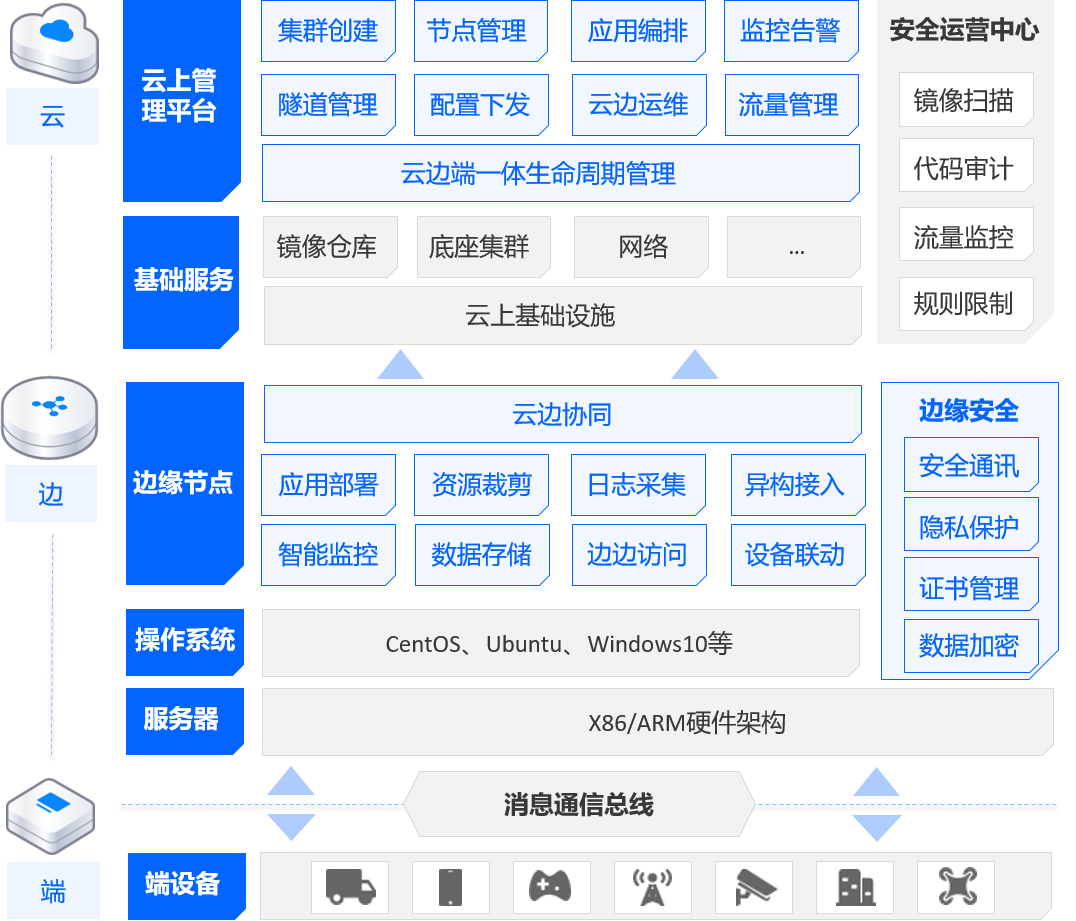 云
云上管
理平台
集群创建
节点管理
应用编排
监控告警
隧道管理
配置下发
云边运维
流量管理
云边端一体生命周期管理
安全运营中心
镜像扫描
代码审计
流量监控
规则限制
基础服务
镜像仓库
底座集群
网络
...
云上基础设施
边
边缘节点
云边协同
应用部署
资源裁剪
日志采集
异构接入
智能监控
数据存储
边边访问
设备联动
边缘安全
安全通讯
隐私保护
证书管理
数据加密
操作系统
CentOS、Ubuntu、Windows10等
服务器
X86/ARM硬件架构
消息通信总线
端
端设备